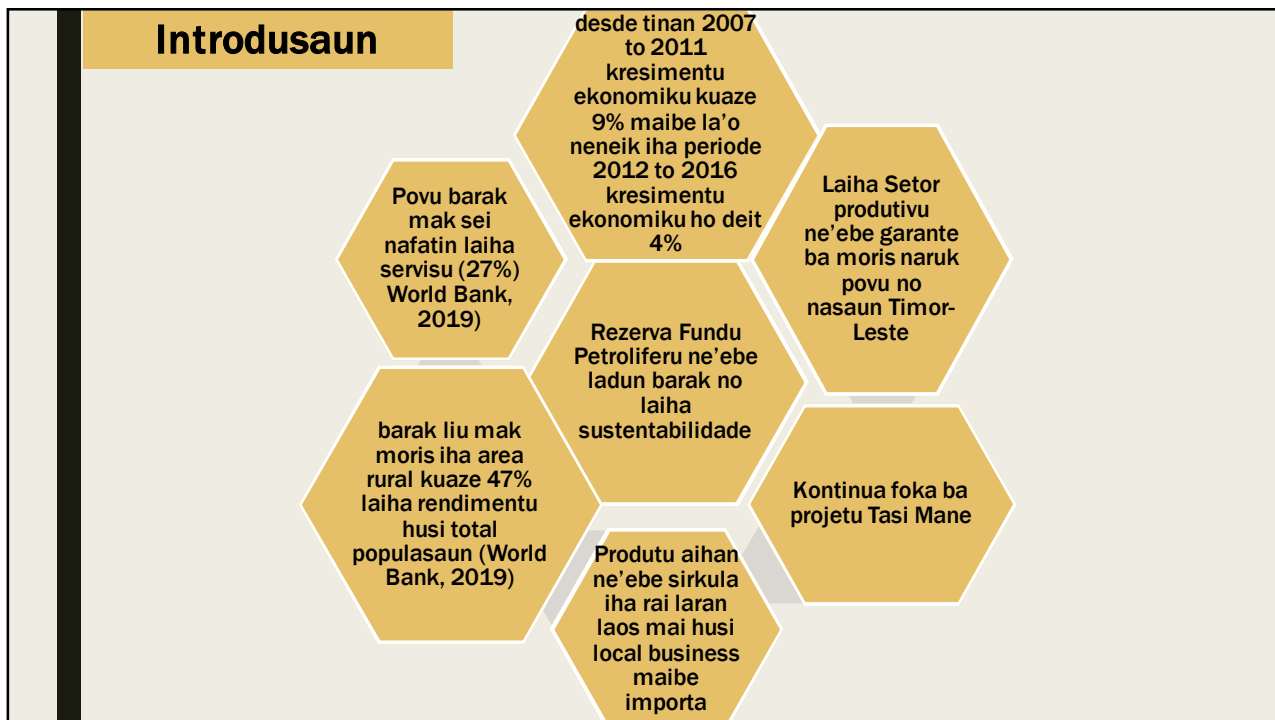 Introdusaun
desde tinan 2007
to 2011
kresimentu
ekonomiku kuaze
9% maibe la’o
neneik iha periode
2012 to 2016
kresimentu
ekonomiku ho deit
4%
Laiha Setor
produtivu
ne’ebe garante
ba moris naruk
povu no
nasaun Timor-
Leste
Kontinua foka ba
projetu Tasi Mane
Produtu aihan
ne’ebe sirkula
iha rai laran
laos mai husi
local business
maibe
importa
barak liu mak
moris iha area
rural kuaze 47%
laiha rendimentu
husi total
populasaun (World
Bank, 2019)
Povu barak
mak sei
nafatin laiha
servisu (27%)
World Bank,
2019)
Rezerva Fundu
Petroliferu ne’ebe
ladun barak no
laiha
sustentabilidade